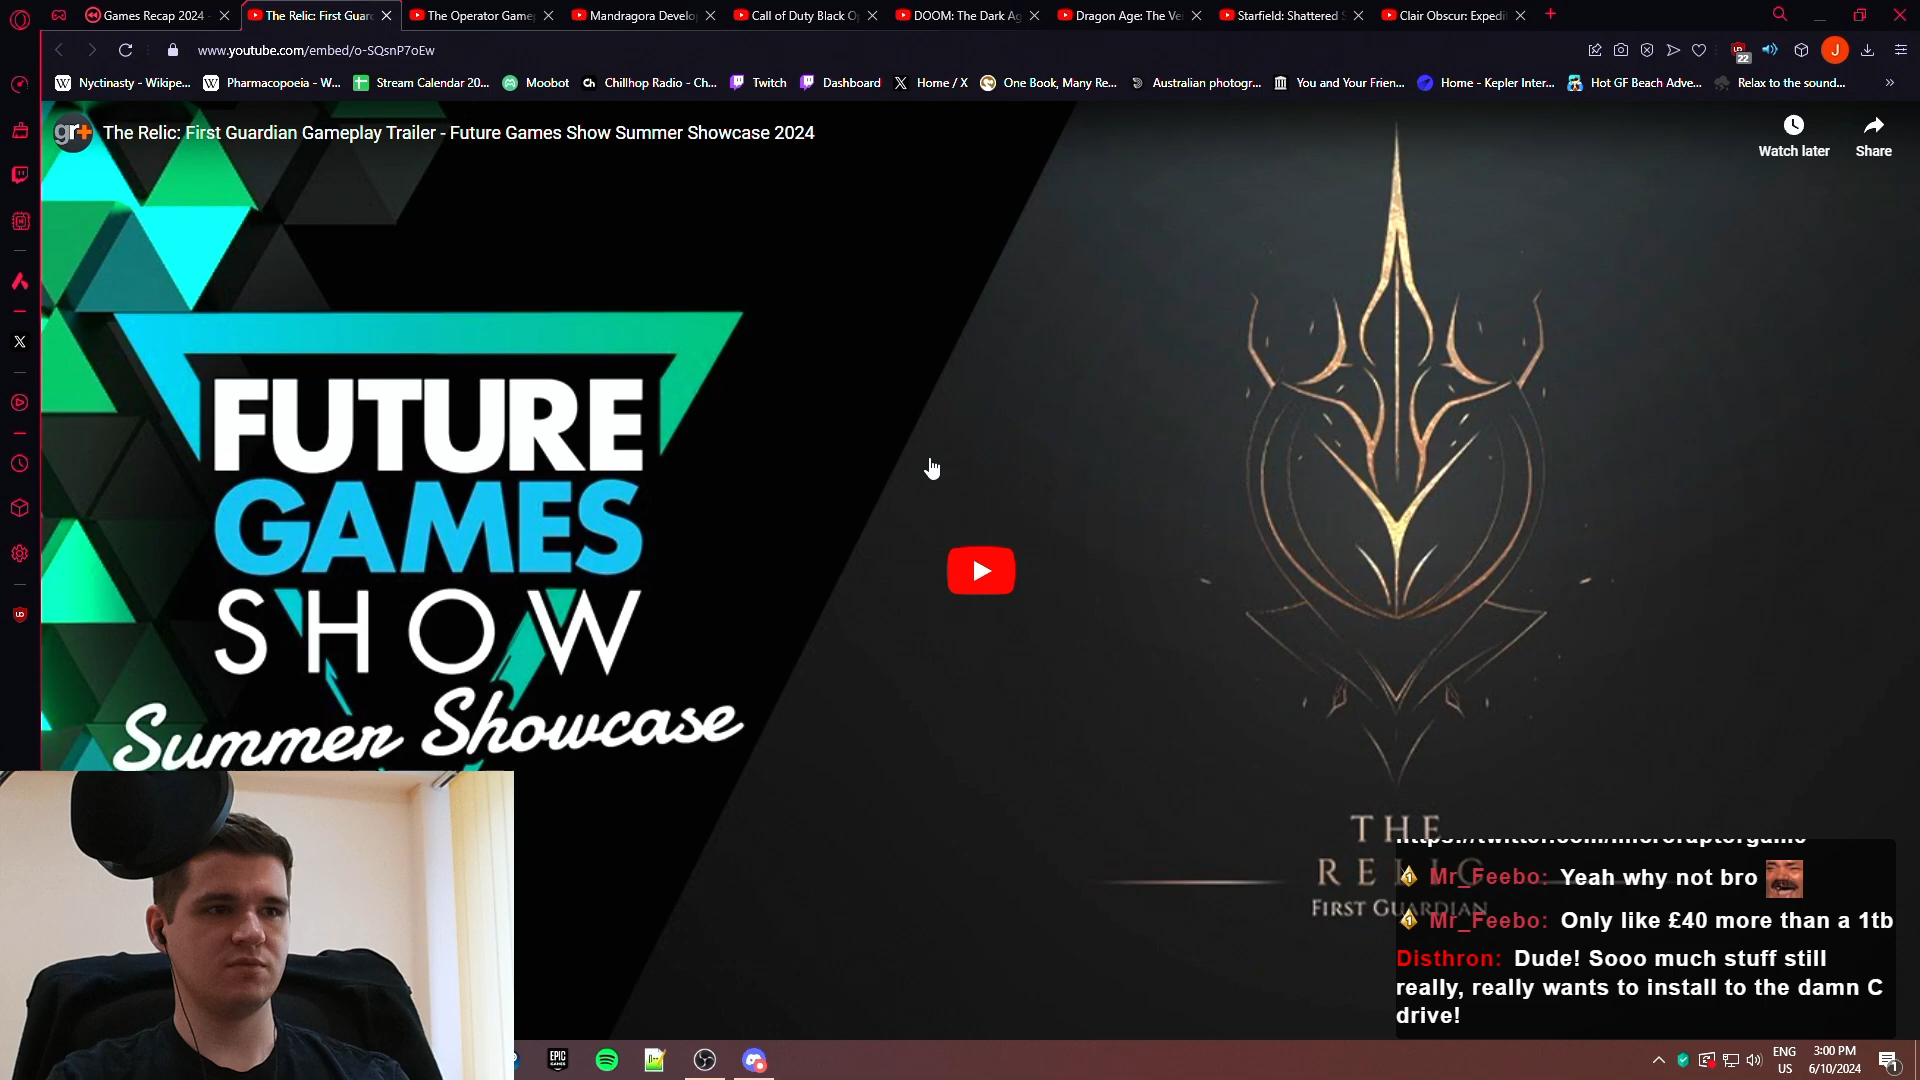 Games Recap 2024 -
The Relic: First Guar
The Operator Game
Mandragora Develo
Call of Duty Black O
DOOM: The Dark Ag
Dragon Age: The Ve
Starfield: Shattered S
Clair Obscur: Expedi
www.youtube.com/embed/o-SQsnP7oEw
22
J
Nyctinasty - Wikipe...
Pharmacopoeia - W...
Stream Calendar 20...
Moobot
Chillhop Radio - Ch...
Twitch
Dashboard
Home / X
One Book, Many Re...
Australian photogr...
You and Your Frien...
Home - Kepler Inter...
Hot GF Beach Adve...
Relax to the sound...
gr+
The Relic: First Guardian Gameplay Trailer - Future Games Show Summer Showcase 2024
Watch later
Share
FUTURE
GAMES
SHOW
Summer Showcase
THE
RELIC
FIRST GUARDIAN
Mr_Feebo: Yeah why not bro
Mr_Feebo: Only like £40 more than a 1tb
Disthron: Dude! Sooo much stuff still
really, really wants to install to the damn C
drive!
EPIC
GAMES
ENG
US
3:00 PM
6/10/2024
1